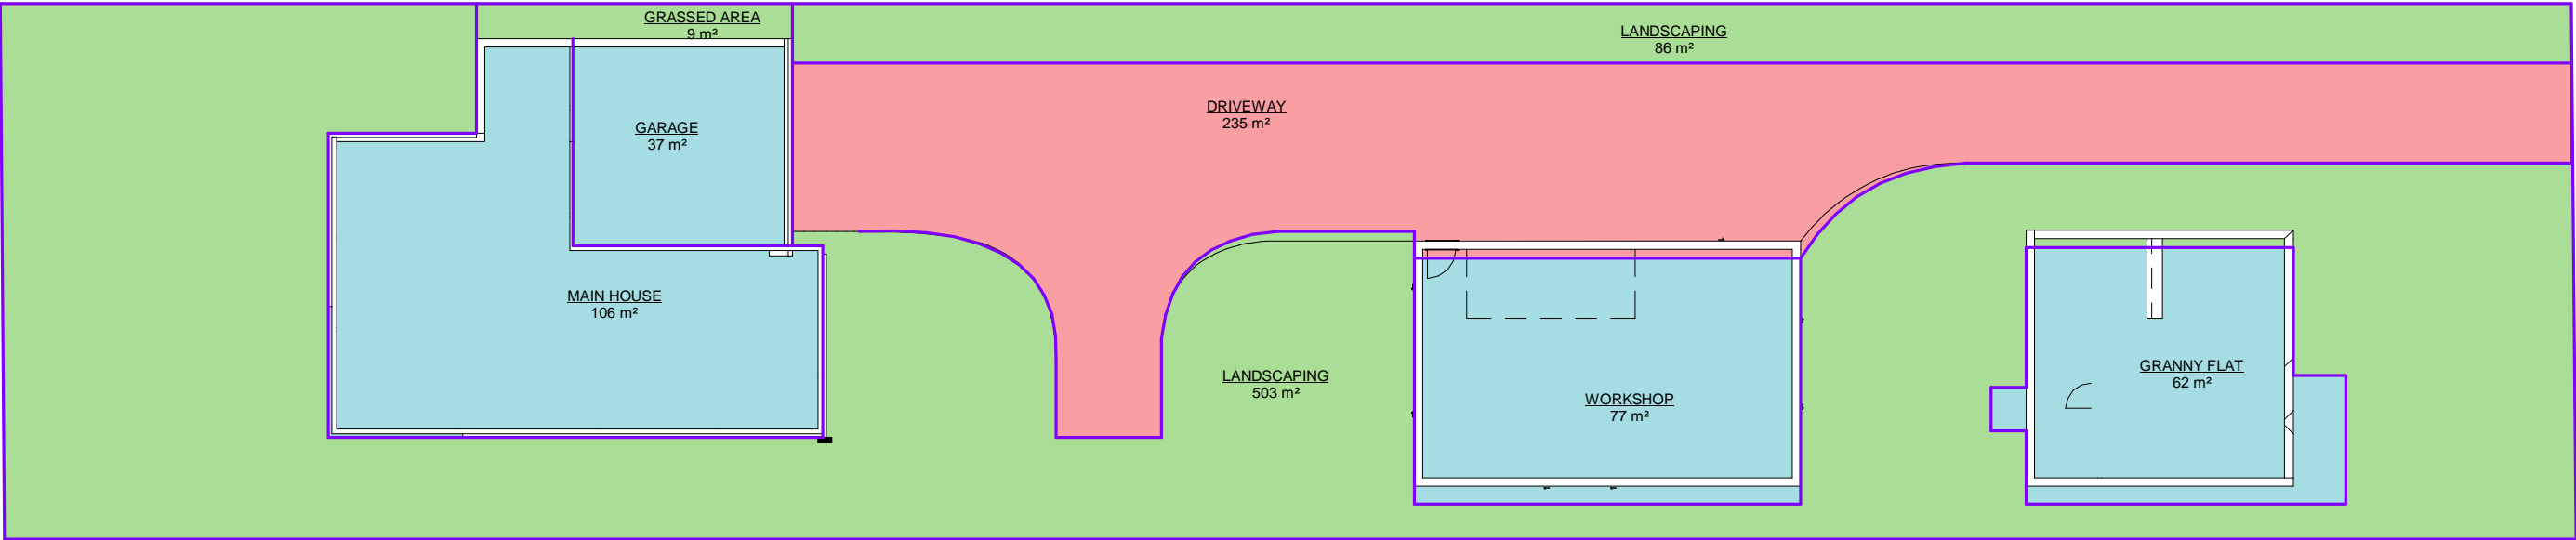 GRASSED AREA
9 m²
LANDSCAPING
86 m²
DRIVEWAY
235 m²
GARAGE
37 m²
MAIN HOUSE
106 m²
LANDSCAPING
503 m²
WORKSHOP
77 m²
GRANNY FLAT
62 m²